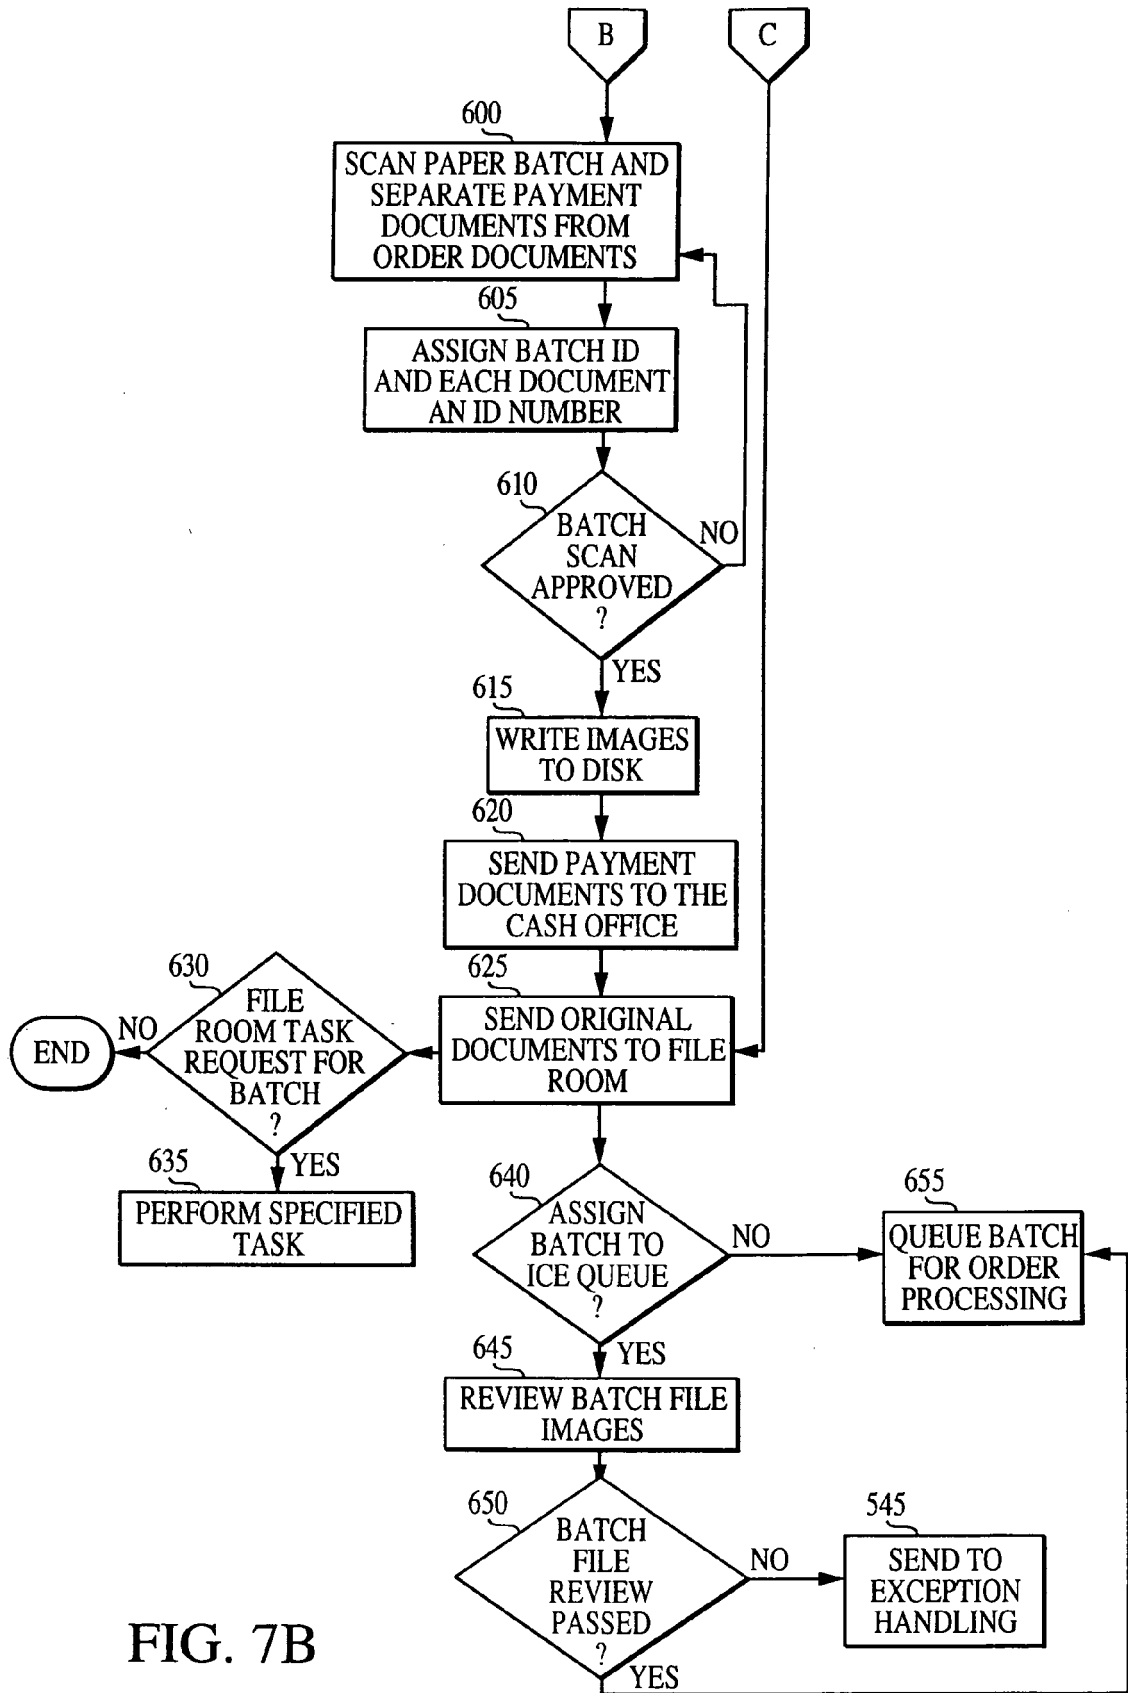 B
C
600
SCAN PAPER BATCH AND
SEPARATE PAYMENT
DOCUMENTS FROM
ORDER DOCUMENTS
605
ASSIGN BATCH ID
AND EACH DOCUMENT
AN ID NUMBER
610
BATCH
SCAN
APPROVED
?
NO
YES
615
WRITE IMAGES
TO DISK
620
SEND PAYMENT
DOCUMENTS TO THE
CASH OFFICE
625
SEND ORIGINAL
DOCUMENTS TO FILE
ROOM
630
FILE
ROOM TASK
REQUEST FOR
BATCH
?
NO
END
YES
635
PERFORM SPECIFIED
TASK
640
ASSIGN
BATCH TO
ICE QUEUE
?
NO
655
QUEUE BATCH
FOR ORDER
PROCESSING
YES
645
REVIEW BATCH FILE
IMAGES
650
BATCH
FILE
REVIEW
PASSED
?
NO
545
SEND TO
EXCEPTION
HANDLING
YES
FIG. 7B